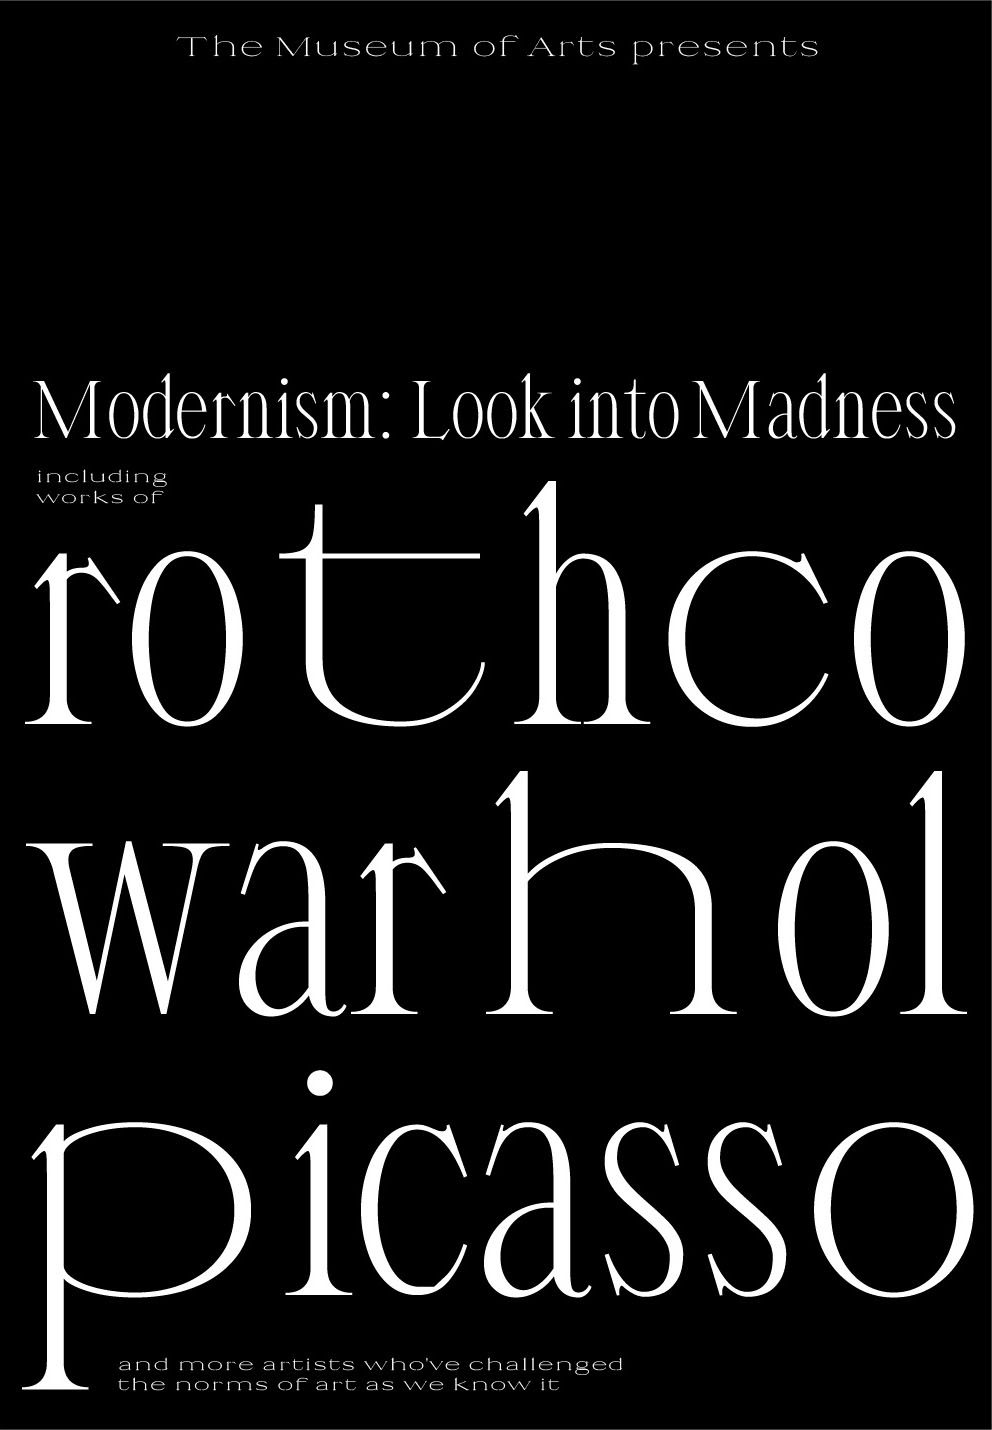 The Museum of Arts presents
Modernism: Look into Madness
including
works of
rothco
warhol
picasso
and more artists who've challenged
the norms of art as we know it